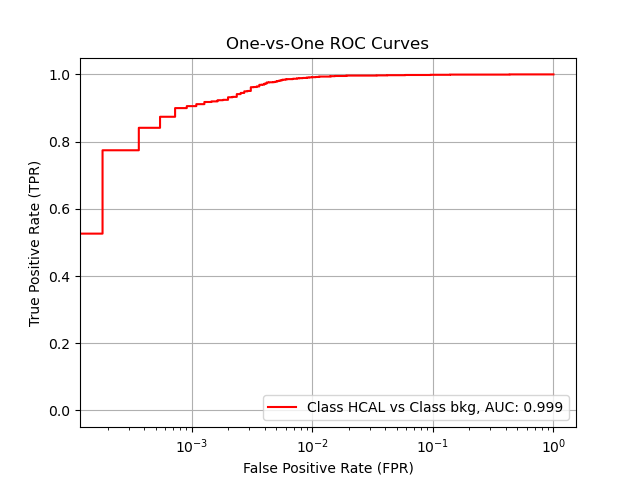 One-vs-One ROC Curves
True Positive Rate (TPR)
1.0
0.8
0.6
0.4
0.2
0.0
Class HCAL vs Class bkg, AUC: 0.999
10⁻³
10⁻²
10⁻¹
10⁰
False Positive Rate (FPR)